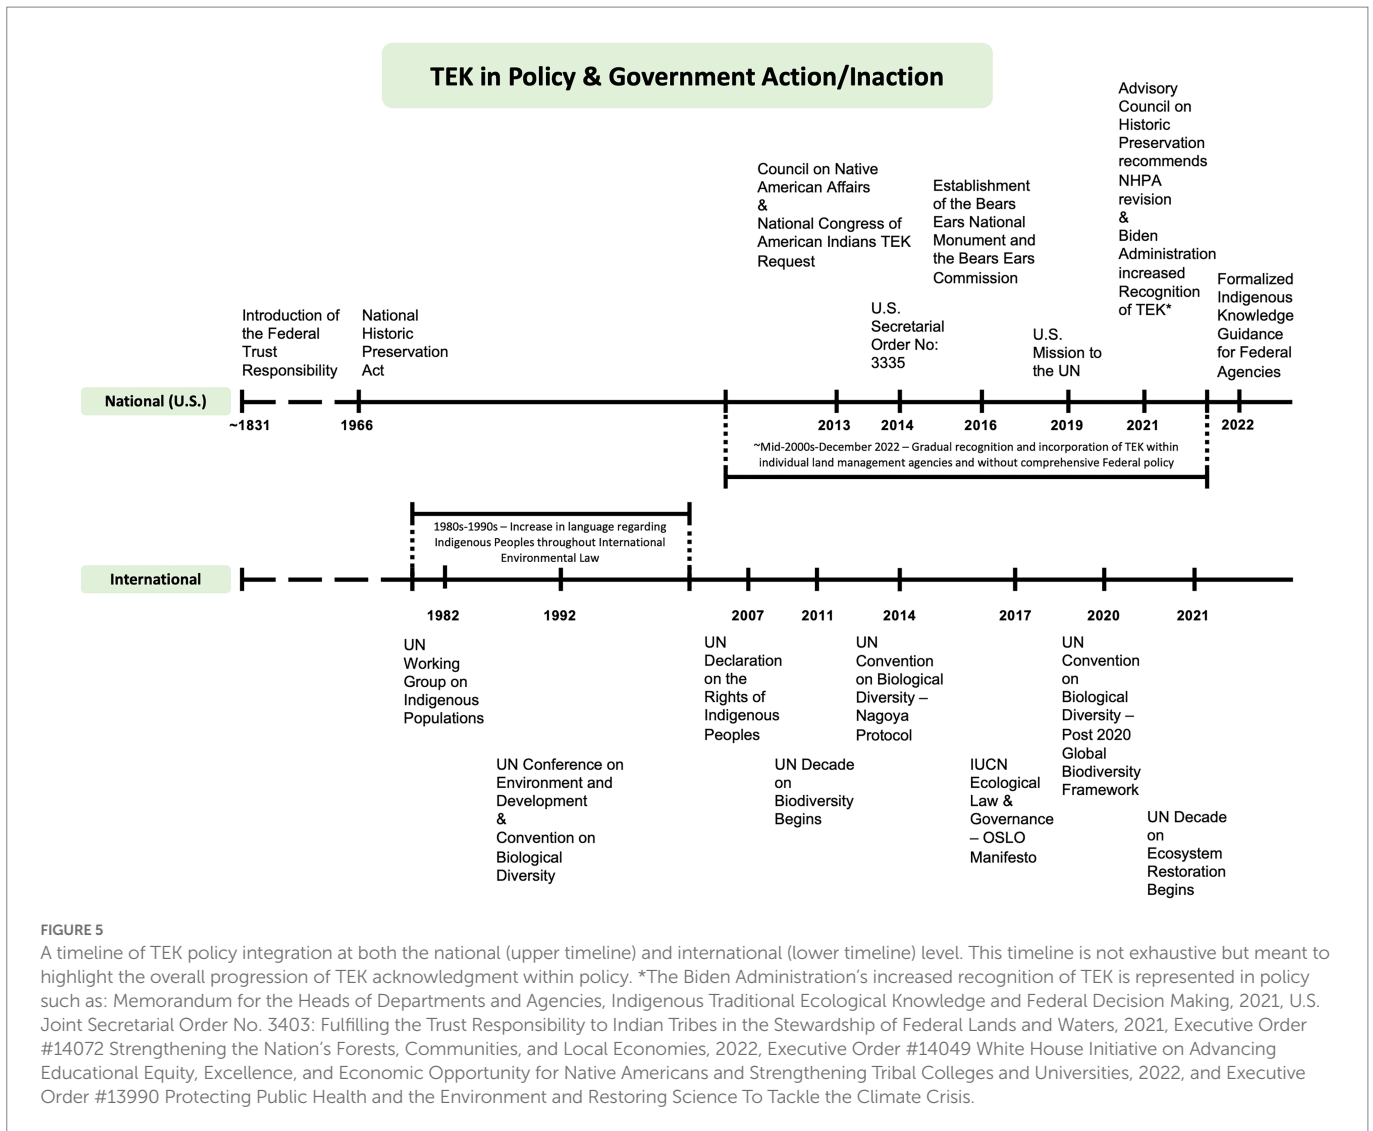 TEK in Policy & Government Action/Inaction
Introduction of
the Federal
Trust
Responsibility
National
Historic
Preservation
Act
Council on Native
American Affairs
&
National Congress of
American Indians TEK
Request
U.S.
Secretarial
Order No:
3335
Establishment
of the Bears
Ears National
Monument and
the Bears Ears
Commission
U.S.
Mission to
the UN
Advisory
Council on
Historic
Preservation
recommends
NHPA
revision
&
Biden
Administration
increased
Recognition
of TEK*
Formalized
Indigenous
Knowledge
Guidance
for Federal
Agencies
National (U.S.)
~1831
1966
2013
2014
2016
2019
2021
2022
~Mid-2000s-December 2022 – Gradual recognition and incorporation of TEK within
individual land management agencies and without comprehensive Federal policy
1980s-1990s – Increase in language regarding
Indigenous Peoples throughout International
Environmental Law
International
1982
1992
2007
2011
2014
2017
2020
2021
UN
Working
Group on
Indigenous
Populations
UN Conference on
Environment and
Development
&
Convention on
Biological
Diversity
UN
Declaration
on the
Rights of
Indigenous
Peoples
UN Decade
on
Biodiversity
Begins
UN
Convention
on Biological
Diversity –
Nagoya
Protocol
IUCN
Ecological
Law &
Governance
– OSLO
Manifesto
UN
Convention
on
Biological
Diversity –
Post 2020
Global
Biodiversity
Framework
UN Decade
on
Ecosystem
Restoration
Begins
FIGURE 5
A timeline of TEK policy integration at both the national (upper timeline) and international (lower timeline) level. This timeline is not exhaustive but meant to
highlight the overall progression of TEK acknowledgment within policy. *The Biden Administration's increased recognition of TEK is represented in policy
such as: Memorandum for the Heads of Departments and Agencies, Indigenous Traditional Ecological Knowledge and Federal Decision Making, 2021, U.S.
Joint Secretarial Order No. 3403: Fulfilling the Trust Responsibility to Indian Tribes in the Stewardship of Federal Lands and Waters, 2021, Executive Order
#14072 Strengthening the Nation's Forests, Communities, and Local Economies, 2022, Executive Order #14049 White House Initiative on Advancing
Educational Equity, Excellence, and Economic Opportunity for Native Americans and Strengthening Tribal Colleges and Universities, 2022, and Executive
Order #13990 Protecting Public Health and the Environment and Restoring Science To Tackle the Climate Crisis.